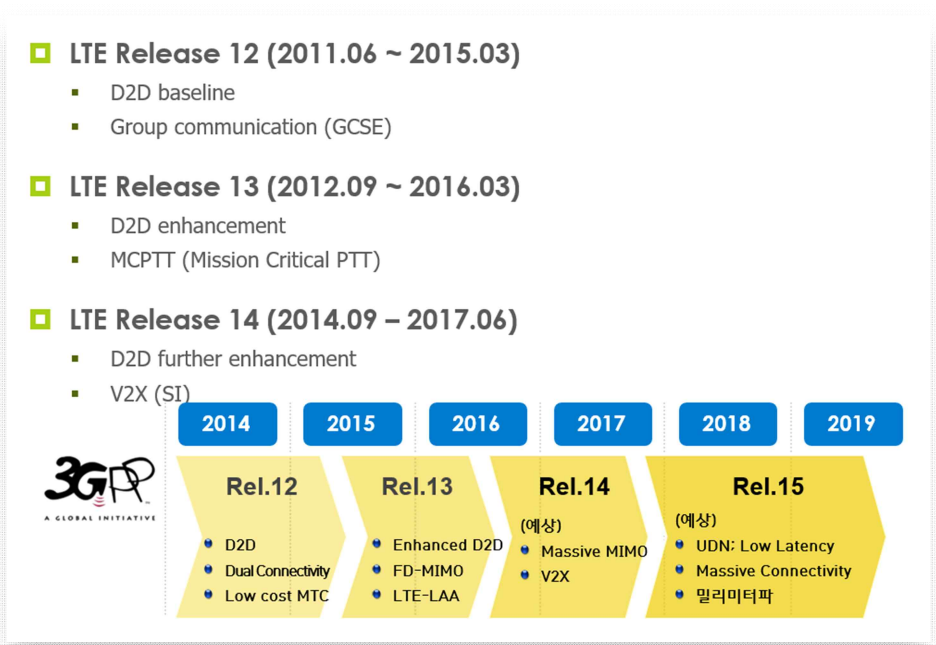 LTE Release 12 (2011.06 ~ 2015.03)
D2D baseline
Group communication (GCSE)
LTE Release 13 (2012.09 ~ 2016.03)
D2D enhancement
MCPTT (Mission Critical PTT)
LTE Release 14 (2014.09 – 2017.06)
D2D further enhancement
V2X (SI)
2014
2015
2016
2017
2018
2019
3GPP
A GLOBAL INITIATIVE
Rel.12
D2D
Dual Connectivity
Low cost MTC
Rel.13
Enhanced D2D
FD-MIMO
LTE-LAA
Rel.14
(예상)
Massive MIMO
V2X
Rel.15
(예상)
UDN; Low Latency
Massive Connectivity
밀리미터파